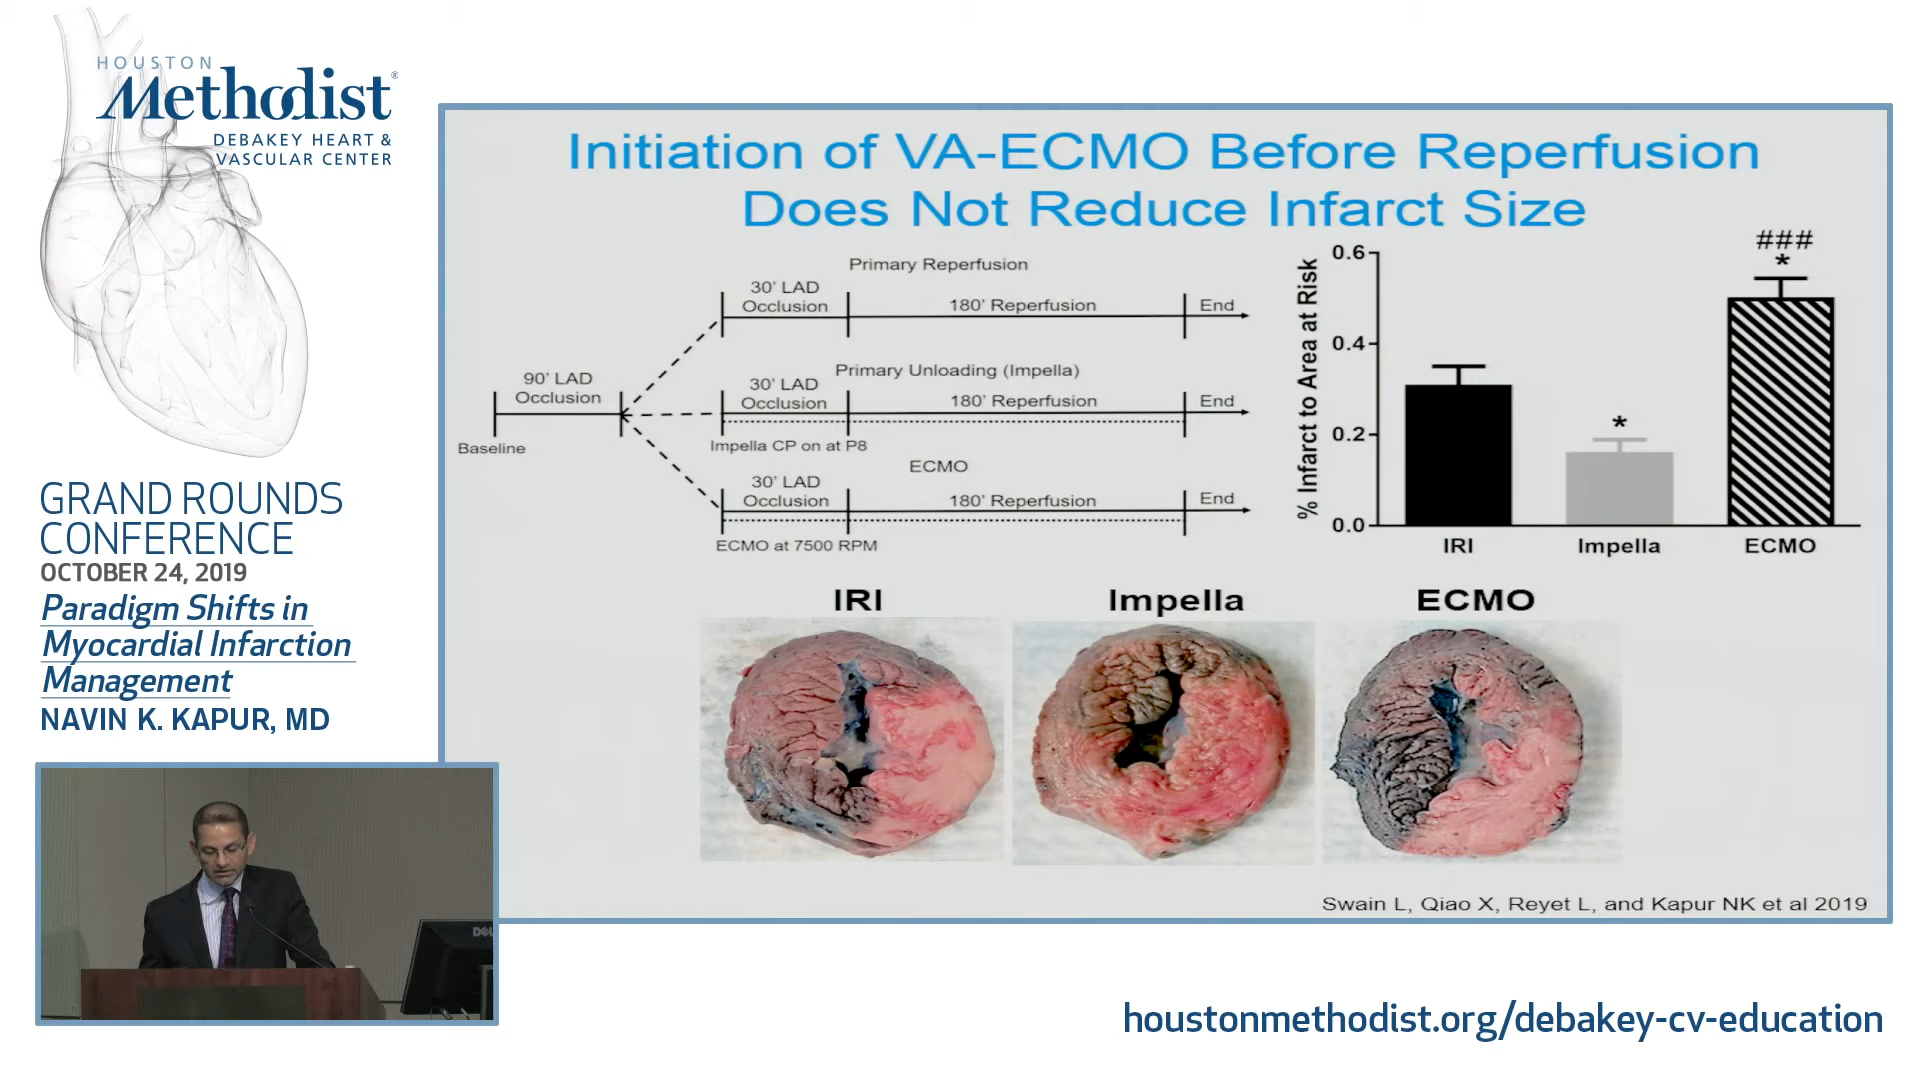 HOUSTON
Methodist®
DEBAKEY HEART &
VASCULAR CENTER
GRAND ROUNDS
CONFERENCE
OCTOBER 24, 2019
Paradigm Shifts in
Myocardial Infarction
Management
NAVIN K. KAPUR, MD
Initiation of VA-ECMO Before Reperfusion
Does Not Reduce Infarct Size
Primary Reperfusion
30' LAD
Occlusion
180' Reperfusion
End
90' LAD
Occlusion
Baseline
Primary Unloading (Impella)
30' LAD
Occlusion
180' Reperfusion
End
Impella CP on at P8
ECMO
30' LAD
Occlusion
180' Reperfusion
End
ECMO at 7500 RPM
% Infarct to Area at Risk
0.6
0.4
0.2
0.0
*
###
*
IRI
Impella
ECMO
IRI
Impella
ECMO
Swain L, Qiao X, Reyet L, and Kapur NK et al 2019
houstonmethodist.org/debakey-cv-education